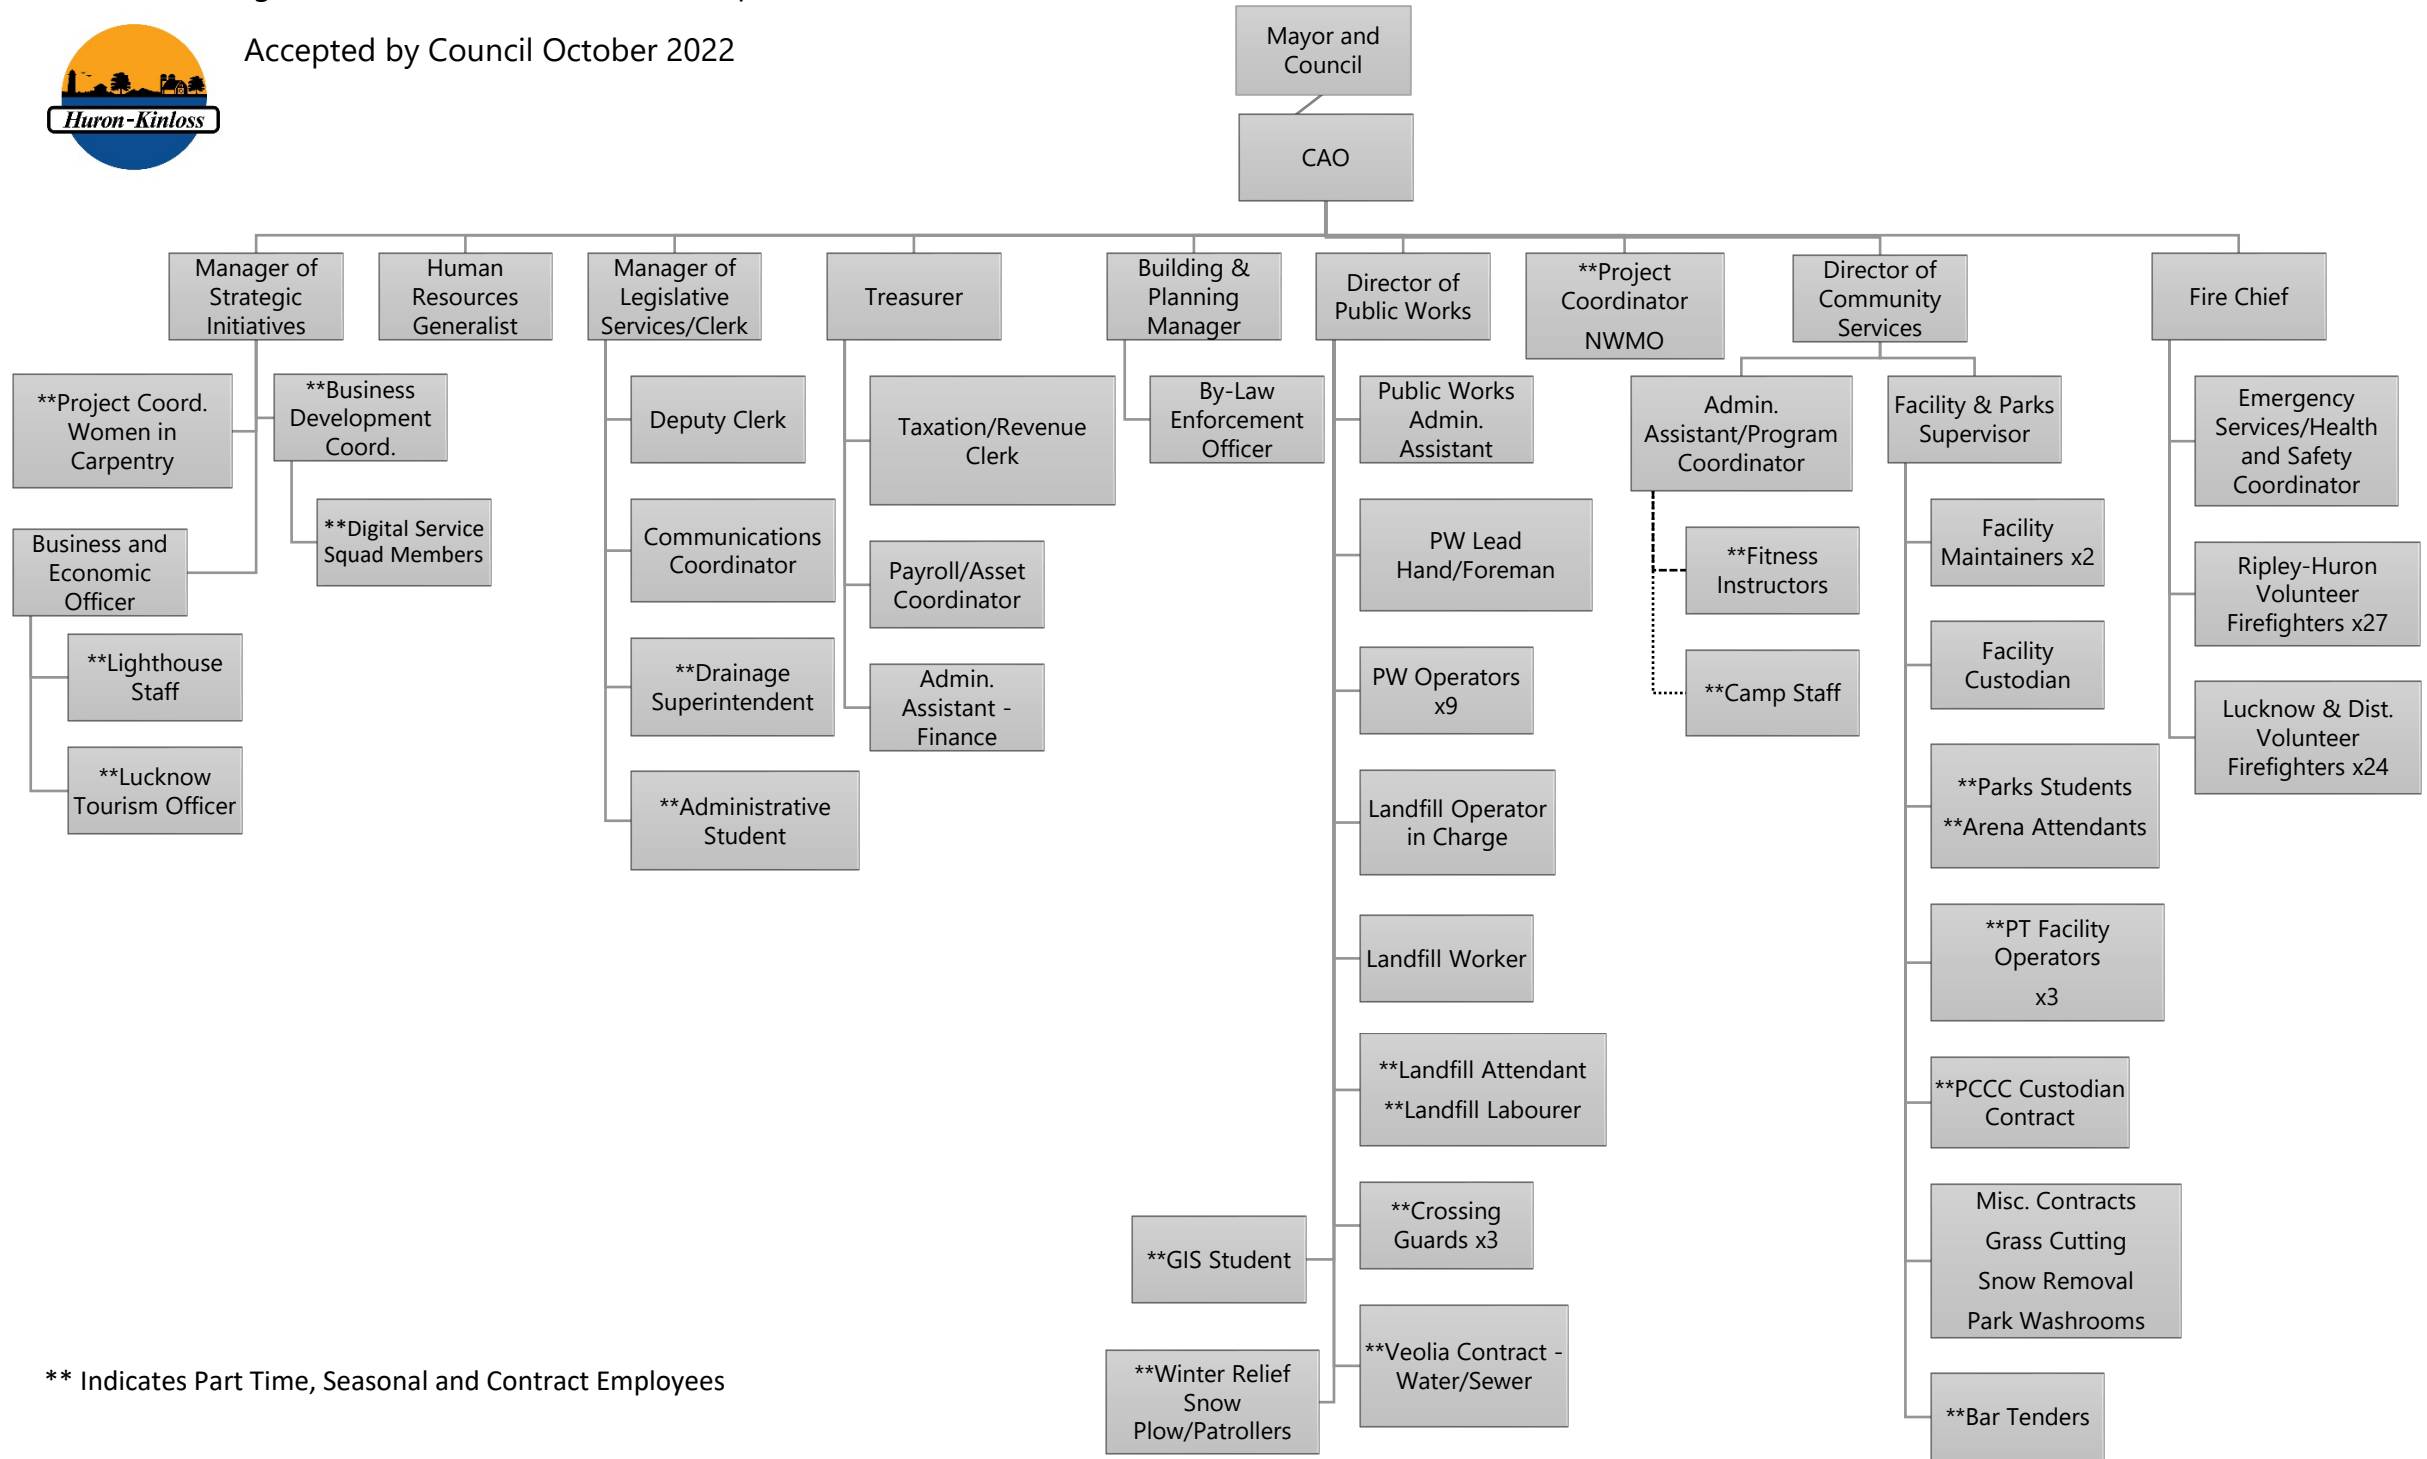 Accepted by Council October 2022
Huron-Kinloss
Mayor and
Council
CAO
Manager of
Strategic
Initiatives
Human
Resources
Generalist
Manager of
Legislative
Services/Clerk
Treasurer
Building &
Planning
Manager
Director of
Public Works
**Project
Coordinator
NWMO
Director of
Community
Services
Fire Chief
**Project Coord.
Women in
Carpentry
**Business
Development
Coord.
**Digital Service
Squad Members
Business and
Economic
Officer
**Lighthouse
Staff
**Lucknow
Tourism Officer
Deputy Clerk
Communications
Coordinator
**Drainage
Superintendent
**Administrative
Student
Taxation/Revenue
Clerk
Payroll/Asset
Coordinator
Admin.
Assistant -
Finance
By-Law
Enforcement
Officer
Public Works
Admin.
Assistant
PW Lead
Hand/Foreman
PW Operators
x9
Landfill Operator
in Charge
Landfill Worker
**Landfill Attendant
**Landfill Labourer
**Crossing
Guards x3
**GIS Student
**Veolia Contract -
Water/Sewer
**Winter Relief
Snow
Plow/Patrollers
Admin.
Assistant/Program
Coordinator
**Fitness
Instructors
**Camp Staff
Facility & Parks
Supervisor
Facility
Maintainers x2
Facility
Custodian
**Parks Students
**Arena Attendants
**PT Facility
Operators
x3
**PCCC Custodian
Contract
Misc. Contracts
Grass Cutting
Snow Removal
Park Washrooms
**Bar Tenders
Emergency
Services/Health
and Safety
Coordinator
Ripley-Huron
Volunteer
Firefighters x27
Lucknow & Dist.
Volunteer
Firefighters x24
** Indicates Part Time, Seasonal and Contract Employees